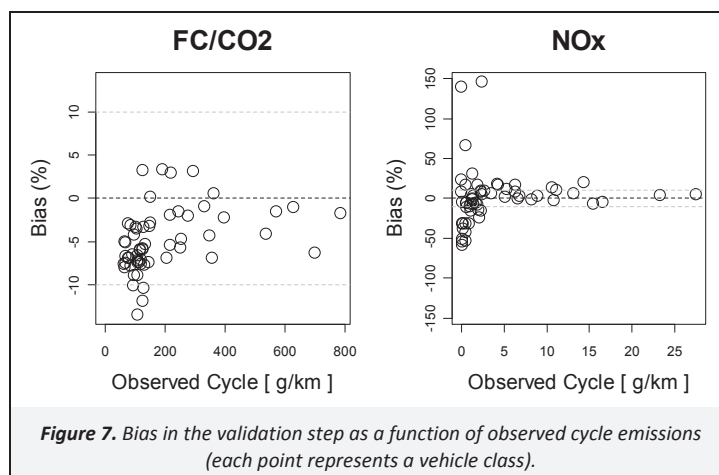 FC/CO2
NOx
10
5
0
-5
-10
Bias (%)
0
200
400
600
800
Observed Cycle [ g/km ]
150
100
50
0
-50
-100
-150
Bias (%)
0
5
10
15
20
25
Observed Cycle [ g/km ]
Figure 7. Bias in the validation step as a function of observed cycle emissions
(each point represents a vehicle class).